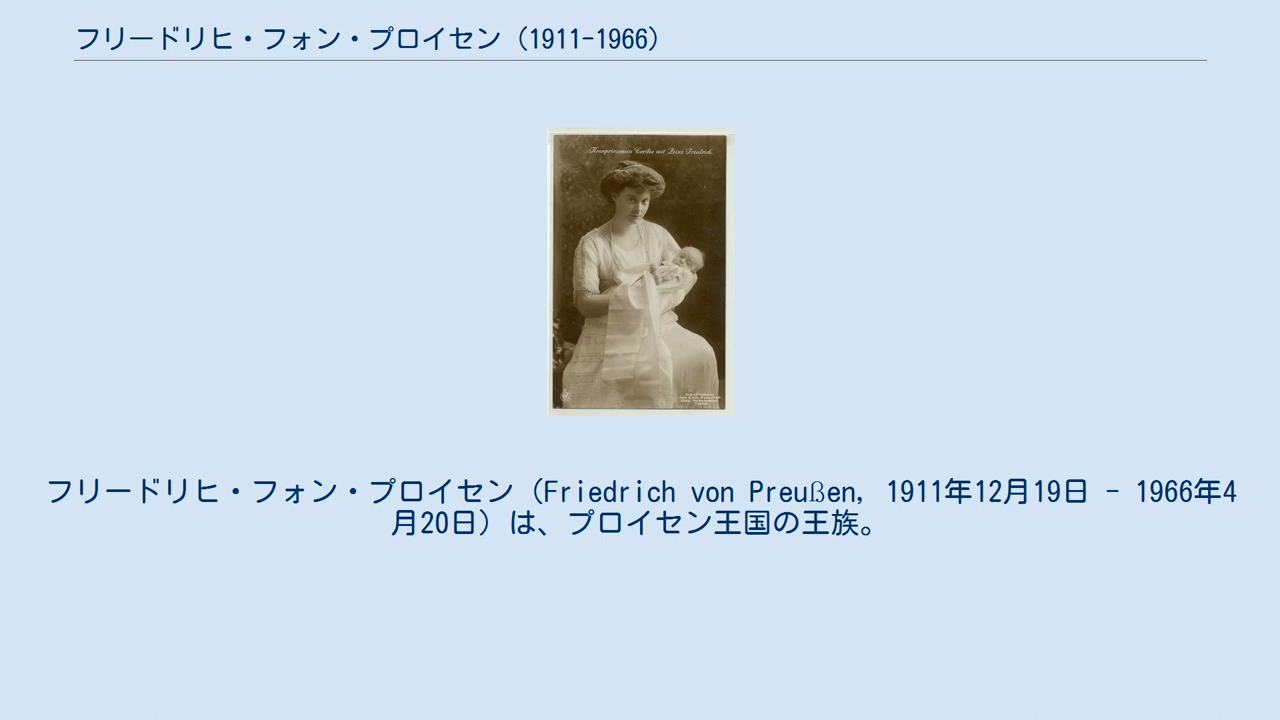 フリードリヒ・フォン・プロイセン（1911-1966）
Kronprinzessin Cecilie mit Prinz Friedrich.
フリードリヒ・フォン・プロイセン（Friedrich von Preußen, 1911年12月19日 - 1966年4
月20日）は、プロイセン王国の王族。